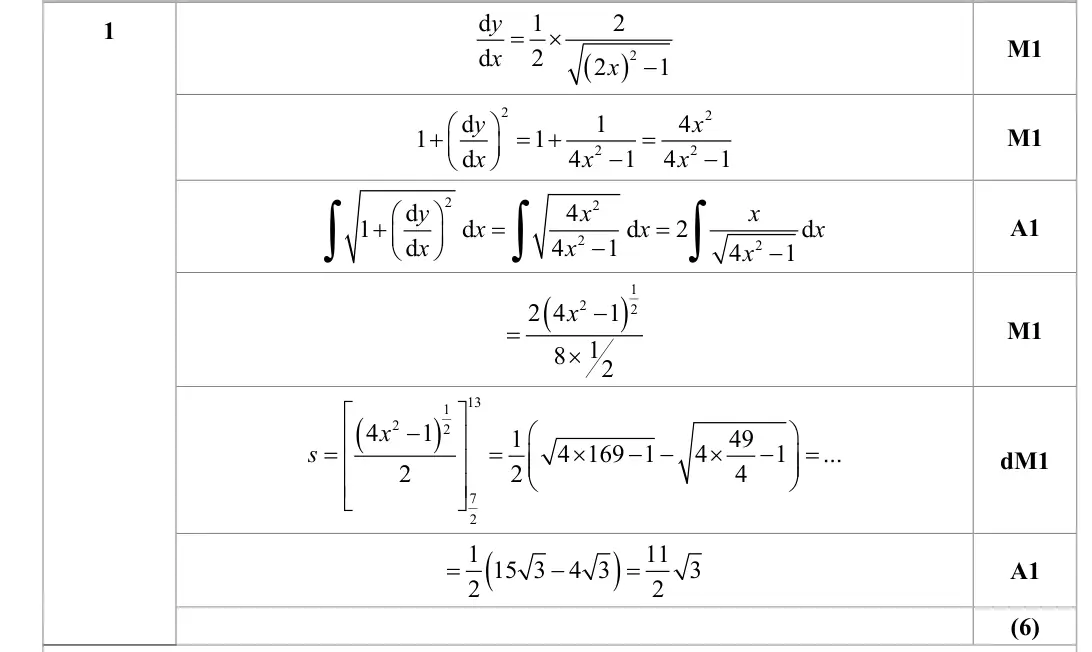 1
dy/dx = 1/2 × 2/√((2x)² − 1) M1
1 + (dy/dx)² = 1 + 1/(4x² − 1) = 4x²/(4x² − 1) M1
∫√(1 + (dy/dx)²) dx = ∫√(4x²/(4x² − 1)) dx = 2∫ x/√(4x² − 1) dx A1
= 2(4x² − 1)^(1/2) / (8 × 1/2) M1
s = [(4x² − 1)^(1/2) / 2]_(7/2)^(13) = 1/2 (√(4×169 − 1) − √(4 × 49/4 − 1)) = ... dM1
= 1/2 (15√3 − 4√3) = 11/2 √3 A1
(6)